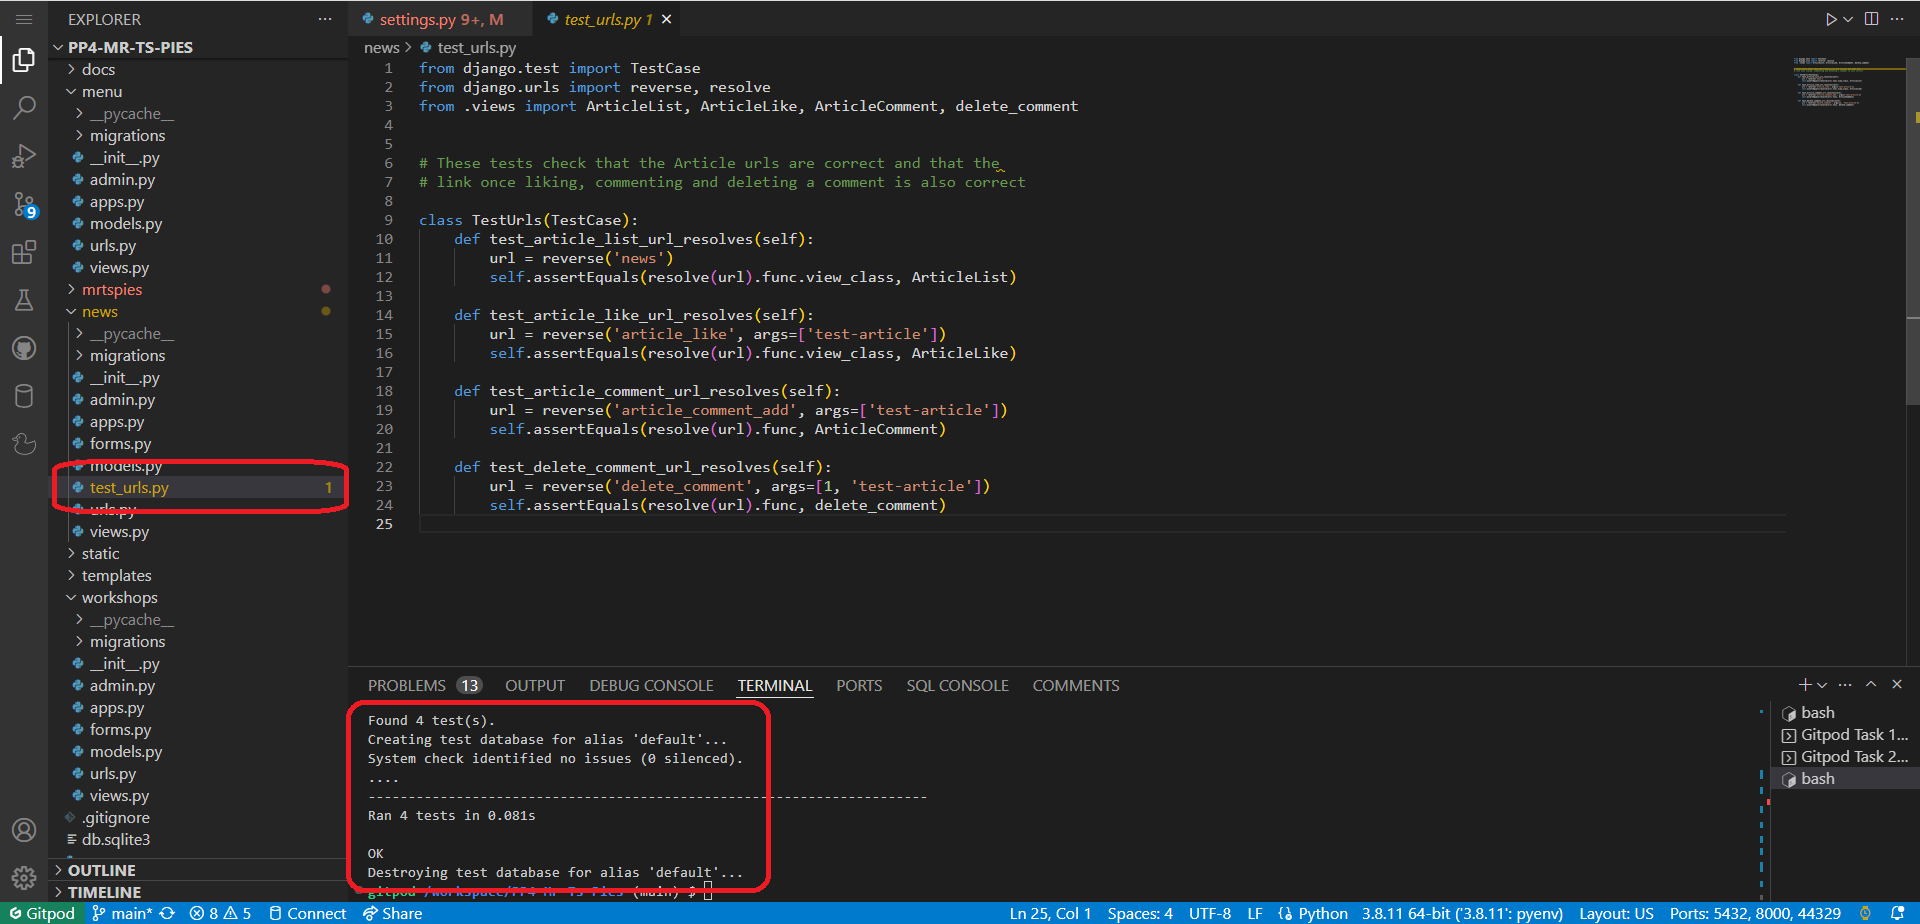 EXPLORER
PP4-MR-TS-PIES
docs
menu
__pycache__
migrations
__init__.py
admin.py
apps.py
models.py
urls.py
views.py
mrtspies
news
__pycache__
migrations
__init__.py
admin.py
apps.py
forms.py
models.py
test_urls.py 1
urls.py
views.py
static
templates
workshops
__pycache__
migrations
__init__.py
admin.py
apps.py
forms.py
models.py
urls.py
views.py
.gitignore
db.sqlite3
OUTLINE
TIMELINE
9
settings.py 9+, M
test_urls.py 1
news > test_urls.py
1 from django.test import TestCase
2 from django.urls import reverse, resolve
3 from .views import ArticleList, ArticleLike, ArticleComment, delete_comment
4
5
6 # These tests check that the Article urls are correct and that the
7 # link once liking, commenting and deleting a comment is also correct
8
9 class TestUrls(TestCase):
10 def test_article_list_url_resolves(self):
11 url = reverse('news')
12 self.assertEquals(resolve(url).func.view_class, ArticleList)
13
14 def test_article_like_url_resolves(self):
15 url = reverse('article_like', args=['test-article'])
16 self.assertEquals(resolve(url).func.view_class, ArticleLike)
17
18 def test_article_comment_url_resolves(self):
19 url = reverse('article_comment_add', args=['test-article'])
20 self.assertEquals(resolve(url).func, ArticleComment)
21
22 def test_delete_comment_url_resolves(self):
23 url = reverse('delete_comment', args=[1, 'test-article'])
24 self.assertEquals(resolve(url).func, delete_comment)
25
PROBLEMS 13 OUTPUT DEBUG CONSOLE TERMINAL PORTS SQL CONSOLE COMMENTS
Found 4 test(s).
Creating test database for alias 'default'...
System check identified no issues (0 silenced).
....
----------------------------------------------------------------------
Ran 4 tests in 0.081s
OK
Destroying test database for alias 'default'...
gitpod /workspace/PP4-Mr-Ts-Pies (main) $
bash
Gitpod Task 1...
Gitpod Task 2...
bash
Gitpod main* 8 5 Connect Share
Ln 25, Col 1 Spaces: 4 UTF-8 LF Python 3.8.11 64-bit ('3.8.11': pyenv) Layout: US Ports: 5432, 8000, 44329